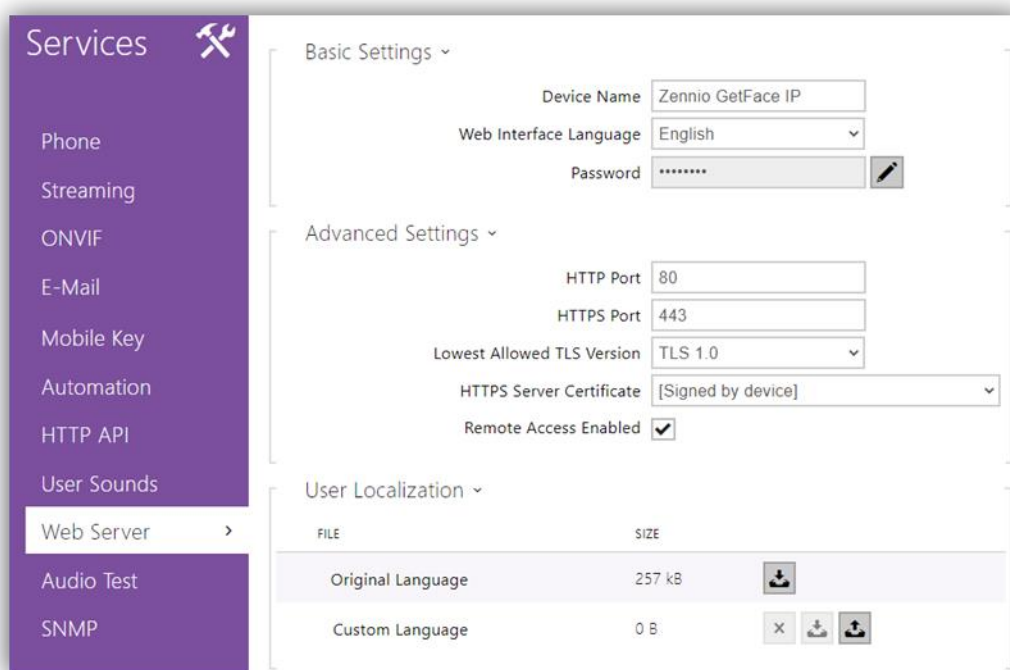 Services
Phone
Streaming
ONVIF
E-Mail
Mobile Key
Automation
HTTP API
User Sounds
Web Server
Audio Test
SNMP
Basic Settings
Device Name Zennio GetFace IP
Web Interface Language English
Password ••••••••
Advanced Settings
HTTP Port 80
HTTPS Port 443
Lowest Allowed TLS Version TLS 1.0
HTTPS Server Certificate [Signed by device]
Remote Access Enabled
User Localization
FILE SIZE
Original Language 257 kB
Custom Language 0 B